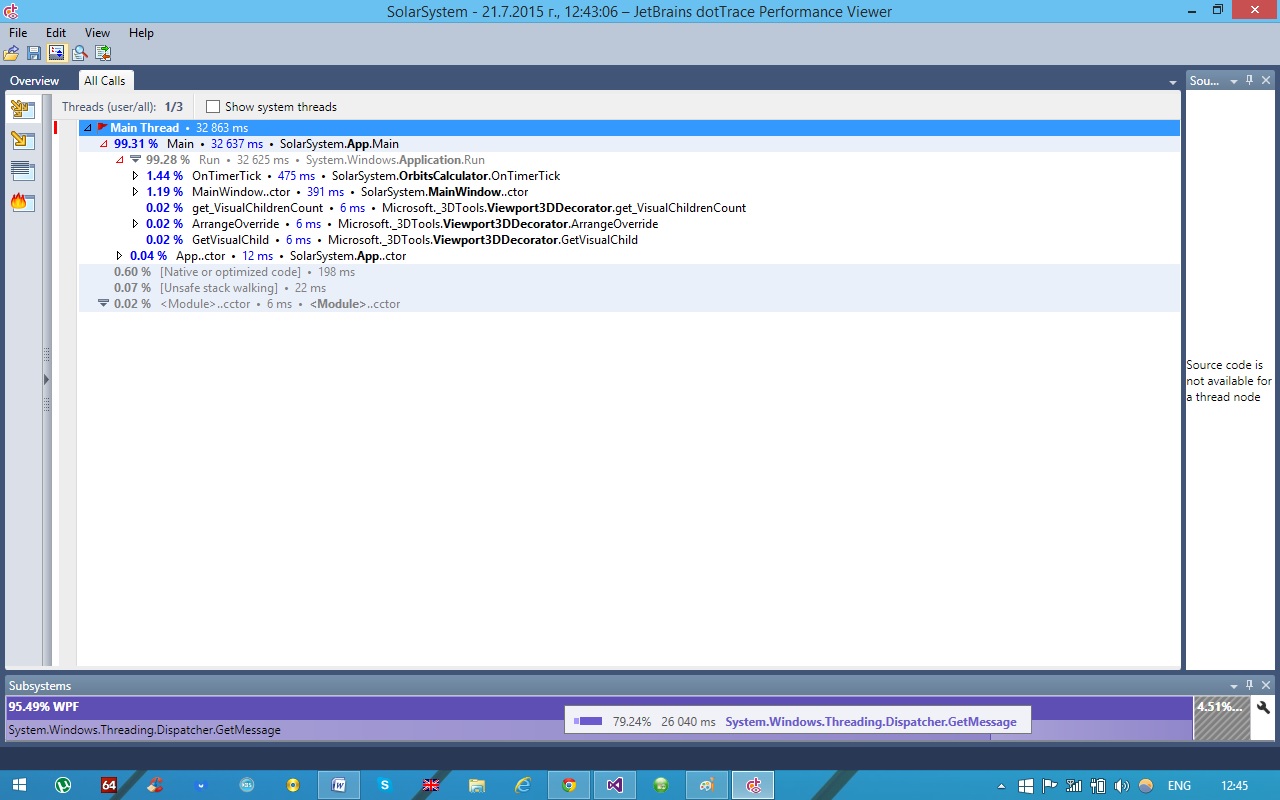 SolarSystem - 21.7.2015 г., 12:43:06 – JetBrains dotTrace Performance Viewer
File Edit View Help
Overview All Calls
Sou...
Threads (user/all): 1/3 Show system threads
Main Thread • 32 863 ms
99.31 % Main • 32 637 ms • SolarSystem.App.Main
99.28 % Run • 32 625 ms • System.Windows.Application.Run
1.44 % OnTimerTick • 475 ms • SolarSystem.OrbitsCalculator.OnTimerTick
1.19 % MainWindow..ctor • 391 ms • SolarSystem.MainWindow..ctor
0.02 % get_VisualChildrenCount • 6 ms • Microsoft._3DTools.Viewport3DDecorator.get_VisualChildrenCount
0.02 % ArrangeOverride • 6 ms • Microsoft._3DTools.Viewport3DDecorator.ArrangeOverride
0.02 % GetVisualChild • 6 ms • Microsoft._3DTools.Viewport3DDecorator.GetVisualChild
0.04 % App..ctor • 12 ms • SolarSystem.App..ctor
0.60 % [Native or optimized code] • 198 ms
0.07 % [Unsafe stack walking] • 22 ms
0.02 % <Module>..cctor • 6 ms • <Module>..cctor
Source code is
not available for
a thread node
Subsystems
95.49% WPF
4.51%...
System.Windows.Threading.Dispatcher.GetMessage
79.24% 26 040 ms System.Windows.Threading.Dispatcher.GetMessage
64
ENG 12:45